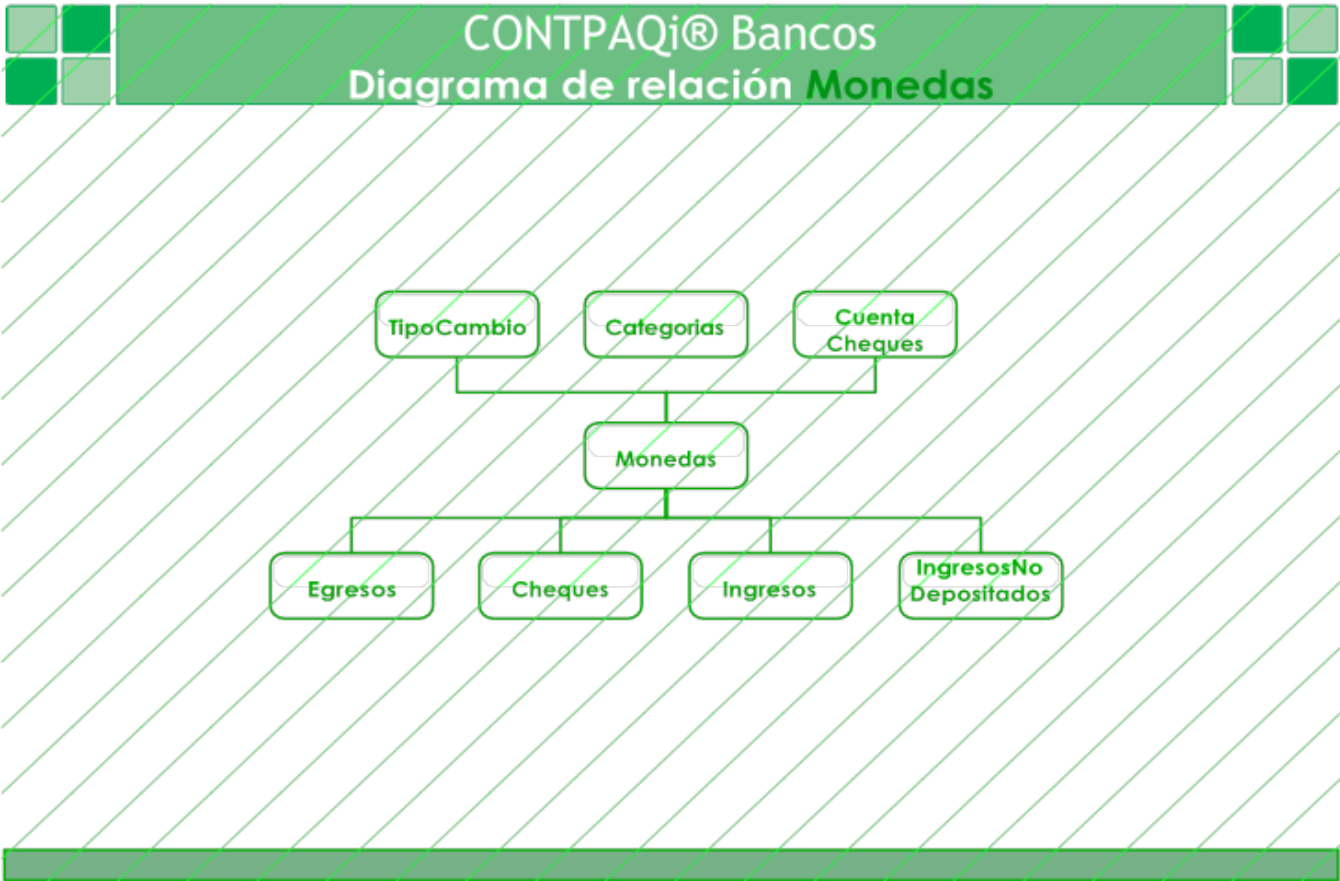 CONTPAQi® Bancos
Diagrama de relación Monedas
TipoCambio
Categorias
Cuenta
Cheques
Monedas
Egresos
Cheques
Ingresos
IngresosNo
Depositados